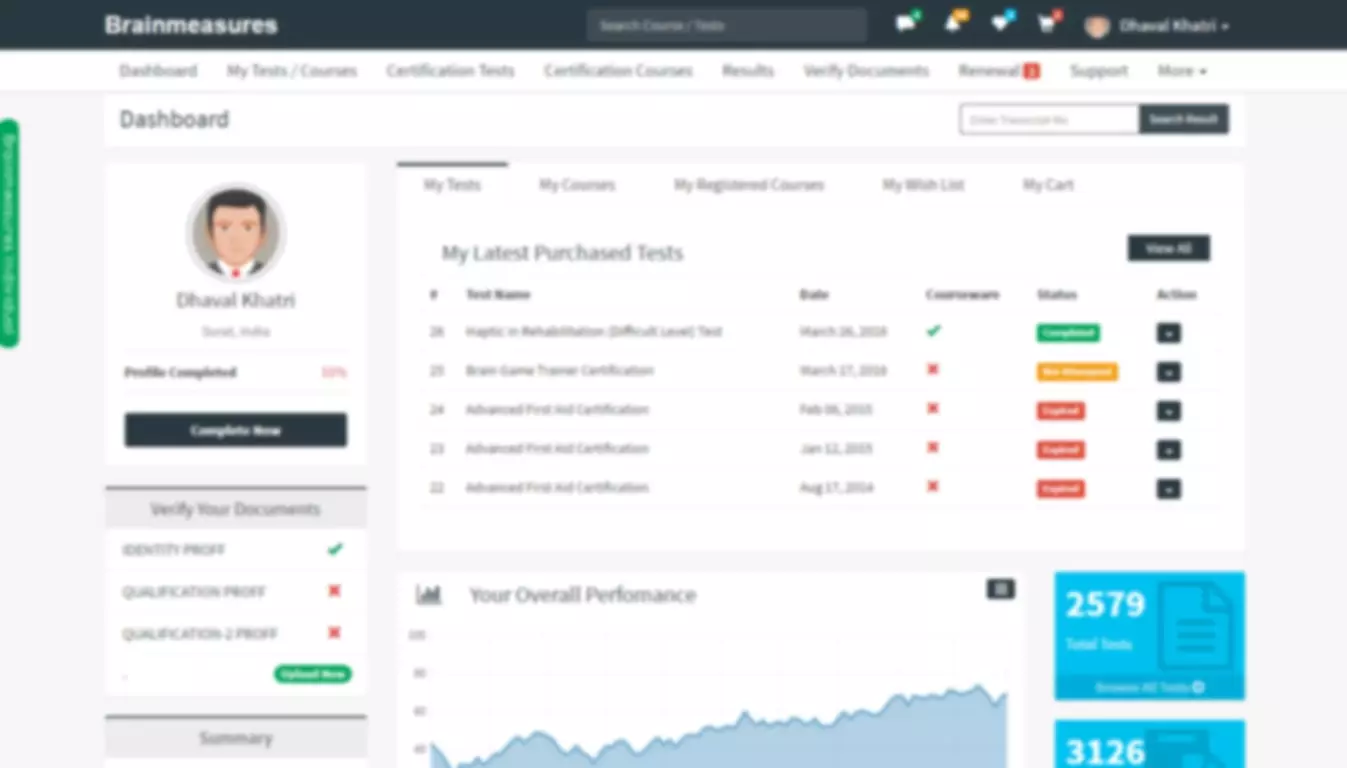 Brainmeasures
Search Course / Tests
Dhaval Khatri
Dashboard My Tests / Courses Certification Tests Certification Courses Results Verify Documents Renewal Support More
Dashboard
Enter Transcript No. Search Result
Brainmeasures Individual
Dhaval Khatri
Surat, India
Profile Completed
Complete Now
Verify Your Documents
IDENTITY PROFF
QUALIFICATION PROFF
QUALIFICATION-2 PROFF
Upload Now
Summary
My Tests My Courses My Registered Courses My Wish List My Cart
My Latest Purchased Tests View All
# Test Name Date Courseware Status Action
26 Haptic in Rehabilitation (Difficult Level) Test March 2016 Completed
25 Brain Game Trainer Certification March 17, 2016 Not Attempted
24 Advanced First Aid Certification Feb 06, 2015 Expired
23 Advanced First Aid Certification Jan 12, 2015 Expired
22 Advanced First Aid Certification Aug 17, 2014 Expired
Your Overall Perfomance
100
80
60
40
2579
Total Tests
Browse All Tests
3126